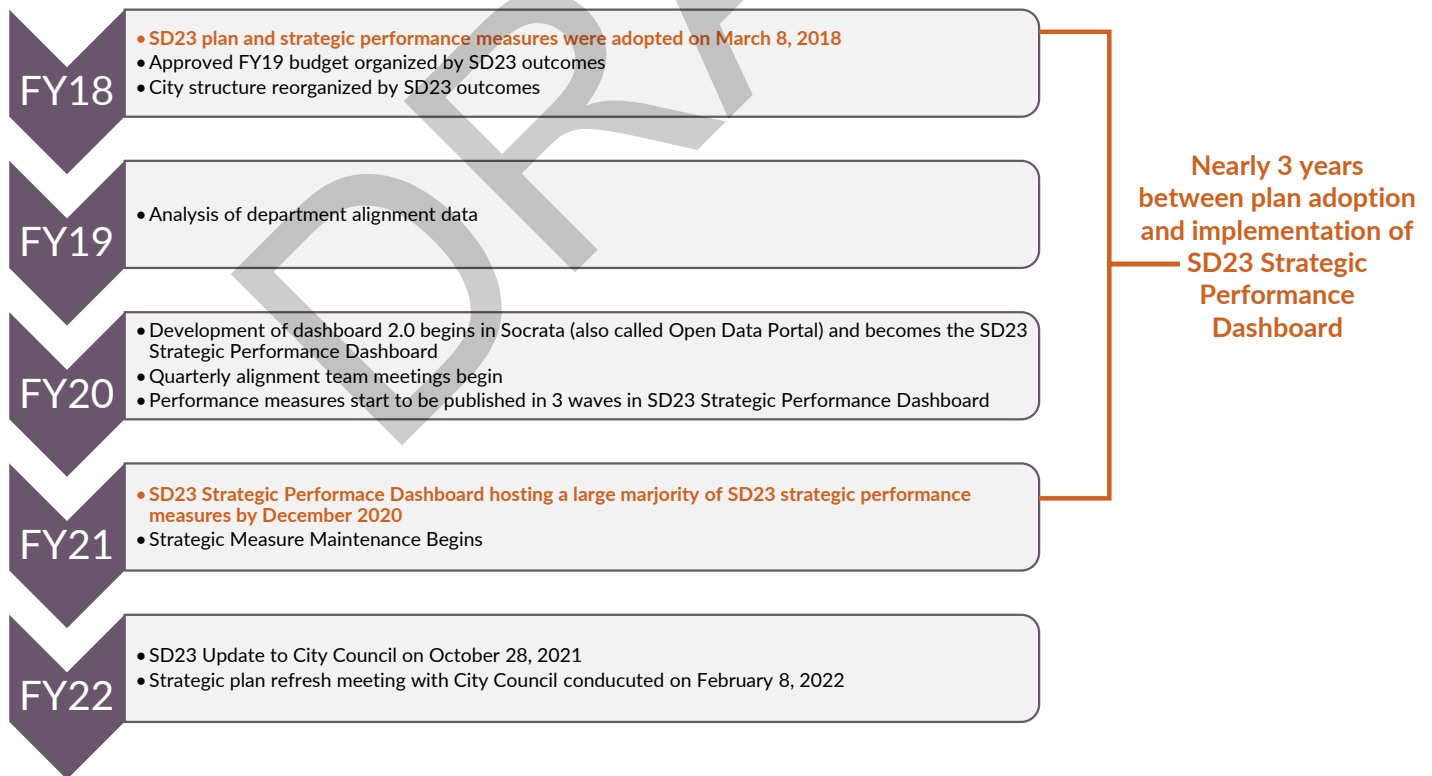 FY18
• SD23 plan and strategic performance measures were adopted on March 8, 2018
• Approved FY19 budget organized by SD23 outcomes
• City structure reorganized by SD23 outcomes
FY19
• Analysis of department alignment data
FY20
• Development of dashboard 2.0 begins in Socrata (also called Open Data Portal) and becomes the SD23
Strategic Performance Dashboard
• Quarterly alignment team meetings begin
• Performance measures start to be published in 3 waves in SD23 Strategic Performance Dashboard
FY21
• SD23 Strategic Performace Dashboard hosting a large marjority of SD23 strategic performance
measures by December 2020
• Strategic Measure Maintenance Begins
FY22
• SD23 Update to City Council on October 28, 2021
• Strategic plan refresh meeting with City Council conducuted on February 8, 2022
Nearly 3 years
between plan adoption
and implementation of
SD23 Strategic
Performance
Dashboard
DRA